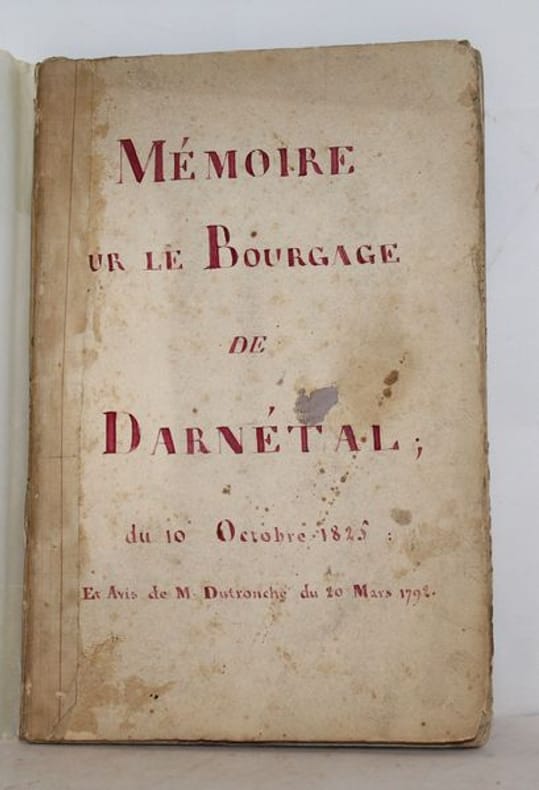 MÉMOIRE
UR LE BOURGAGE
DE
DARNÉTAL;
du 10 Octobre 1825 :
Et Avis de M. Dutronché du 20 Mars 1792.